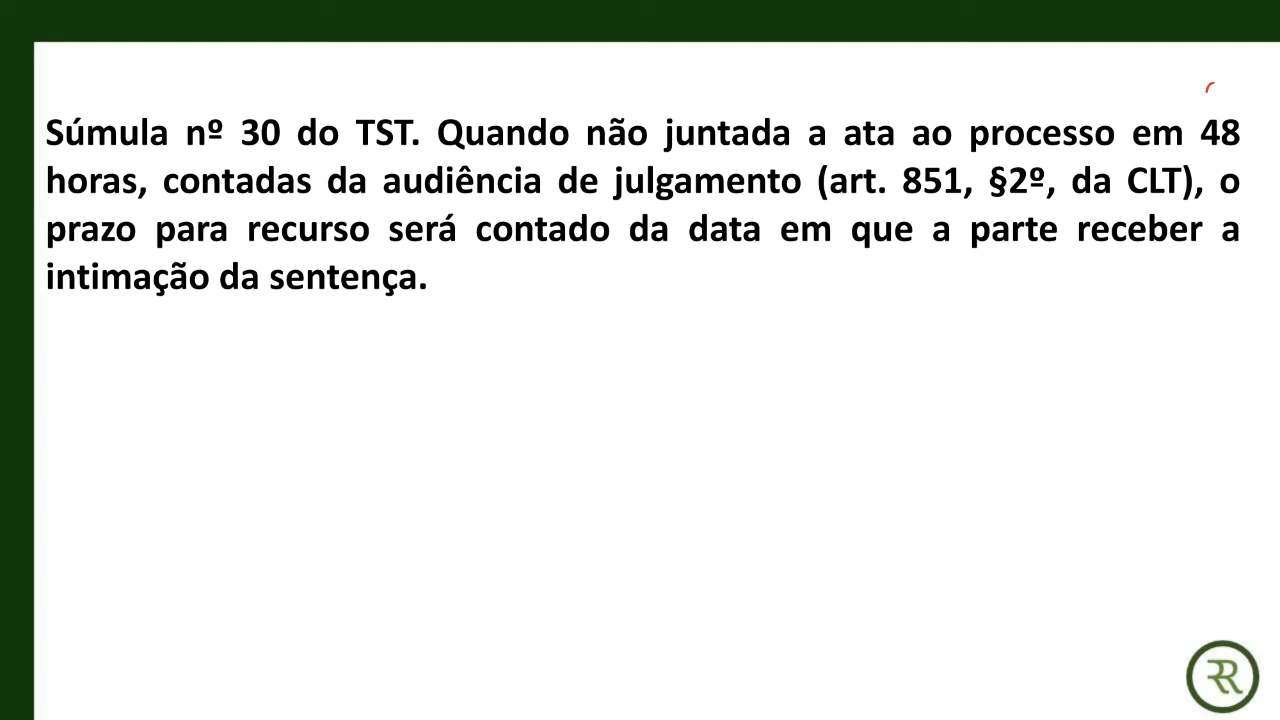 Súmula nº 30 do TST. Quando não juntada a ata ao processo em 48
horas, contadas da audiência de julgamento (art. 851, §2º, da CLT), o
prazo para recurso será contado da data em que a parte receber a
intimação da sentença.